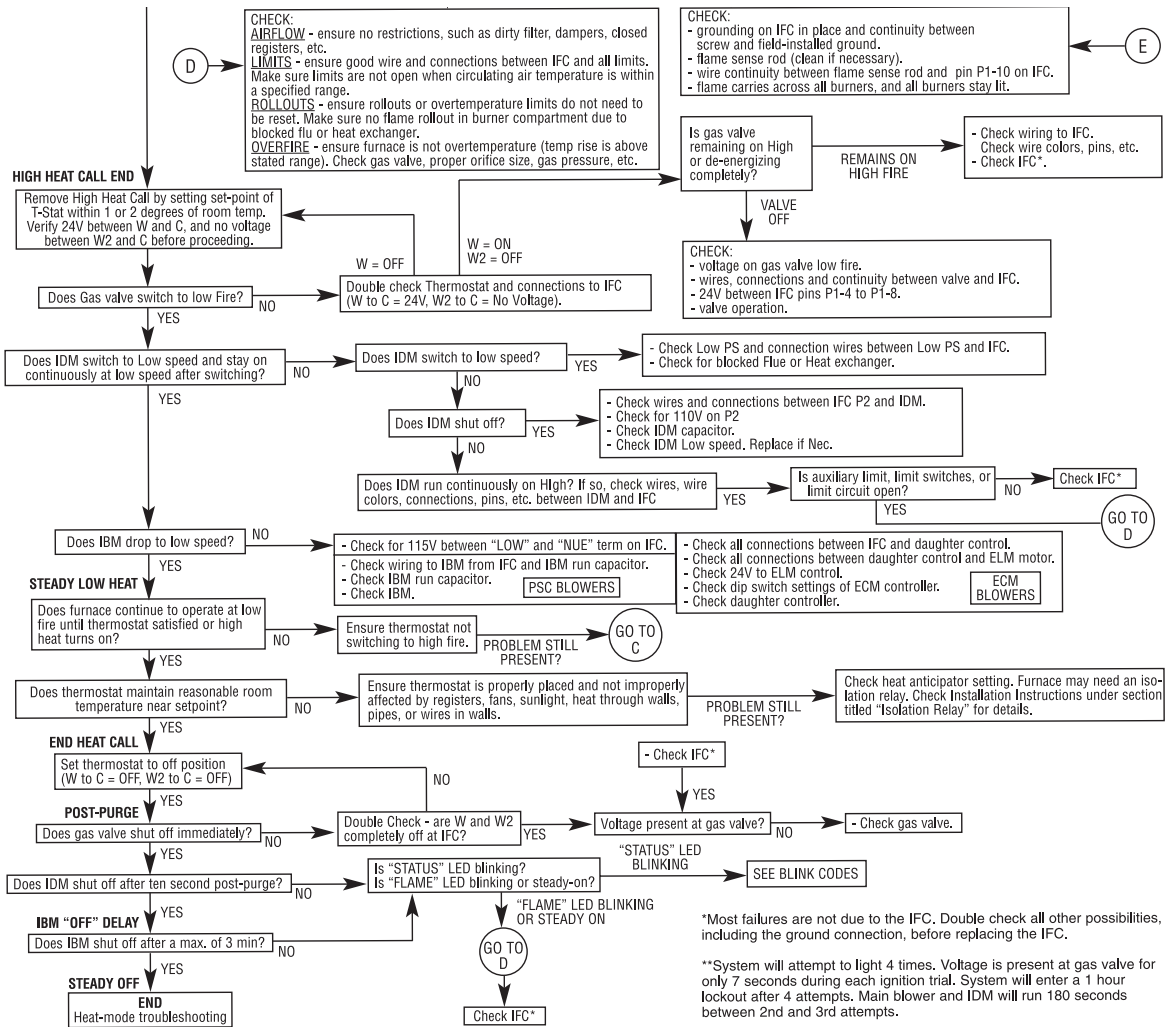 CHECK:
AIRFLOW - ensure no restrictions, such as dirty filter, dampers, closed
registers, etc.
LIMITS - ensure good wire and connections between IFC and all limits.
Make sure limits are not open when circulating air temperature is within
a specified range.
ROLLOUTS - ensure rollouts or overtemperature limits do not need to
be reset. Make sure no flame rollout in burner compartment due to
blocked flu or heat exchanger.
OVERFIRE - ensure furnace is not overtemperature (temp rise is above
stated range). Check gas valve, proper orifice size, gas pressure, etc.
D
CHECK:
- grounding on IFC in place and continuity between
screw and field-installed ground.
- flame sense rod (clean if necessary).
- wire continuity between flame sense rod and pin P1-10 on IFC.
- flame carries across all burners, and all burners stay lit.
E
Is gas valve
remaining on High
or de-energizing
completely?
REMAINS ON
HIGH FIRE
- Check wiring to IFC.
Check wire colors, pins, etc.
- Check IFC*.
VALVE
OFF
CHECK:
- voltage on gas valve low fire.
- wires, connections and continuity between valve and IFC.
- 24V between IFC pins P1-4 to P1-8.
- valve operation.
HIGH HEAT CALL END
Remove High Heat Call by setting set-point of
T-Stat within 1 or 2 degrees of room temp.
Verify 24V between W and C, and no voltage
between W2 and C before proceeding.
W = OFF
W = ON
W2 = OFF
Does Gas valve switch to low Fire?
NO
YES
Double check Thermostat and connections to IFC
(W to C = 24V, W2 to C = No Voltage).
Does IDM switch to Low speed and stay on
continuously at low speed after switching?
NO
YES
Does IDM switch to low speed?
YES
NO
- Check Low PS and connection wires between Low PS and IFC.
- Check for blocked Flue or Heat exchanger.
Does IDM shut off?
YES
NO
- Check wires and connections between IFC P2 and IDM.
- Check for 110V on P2
- Check IDM capacitor.
- Check IDM Low speed. Replace if Nec.
Does IDM run continuously on HIgh? If so, check wires, wire
colors, connections, pins, etc. between IDM and IFC
YES
Is auxiliary limit, limit switches, or
limit circuit open?
NO
YES
Check IFC*
GO TO
D
Does IBM drop to low speed?
NO
YES
- Check for 115V between “LOW” and “NUE” term on IFC.
- Check wiring to IBM from IFC and IBM run capacitor.
- Check IBM run capacitor.
- Check IBM.
PSC BLOWERS
- Check all connections between IFC and daughter control.
- Check all connections between daughter control and ELM motor.
- Check 24V to ELM control.
- Check dip switch settings of ECM controller.
- Check daughter controller.
ECM
BLOWERS
STEADY LOW HEAT
Does furnace continue to operate at low
fire until thermostat satisfied or high
heat turns on?
NO
YES
Ensure thermostat not
switching to high fire.
PROBLEM STILL
PRESENT?
GO TO
C
Does thermostat maintain reasonable room
temperature near setpoint?
NO
YES
Ensure thermostat is properly placed and not improperly
affected by registers, fans, sunlight, heat through walls,
pipes, or wires in walls.
PROBLEM STILL
PRESENT?
Check heat anticipator setting. Furnace may need an iso-
lation relay. Check Installation Instructions under section
titled “Isolation Relay” for details.
END HEAT CALL
Set thermostat to off position
(W to C = OFF, W2 to C = OFF)
NO
YES
- Check IFC*
YES
POST-PURGE
Does gas valve shut off immediately?
NO
YES
Double Check - are W and W2
completely off at IFC?
YES
Voltage present at gas valve?
NO
- Check gas valve.
Does IDM shut off after ten second post-purge?
NO
YES
Is “STATUS” LED blinking?
Is “FLAME” LED blinking or steady-on?
“STATUS” LED
BLINKING
SEE BLINK CODES
“FLAME” LED BLINKING
OR STEADY ON
GO TO
D
Check IFC*
IBM “OFF” DELAY
Does IBM shut off after a max. of 3 min?
NO
YES
STEADY OFF
END
Heat-mode troubleshooting
*Most failures are not due to the IFC. Double check all other possibilities,
including the ground connection, before replacing the IFC.
**System will attempt to light 4 times. Voltage is present at gas valve for
only 7 seconds during each ignition trial. System will enter a 1 hour
lockout after 4 attempts. Main blower and IDM will run 180 seconds
between 2nd and 3rd attempts.